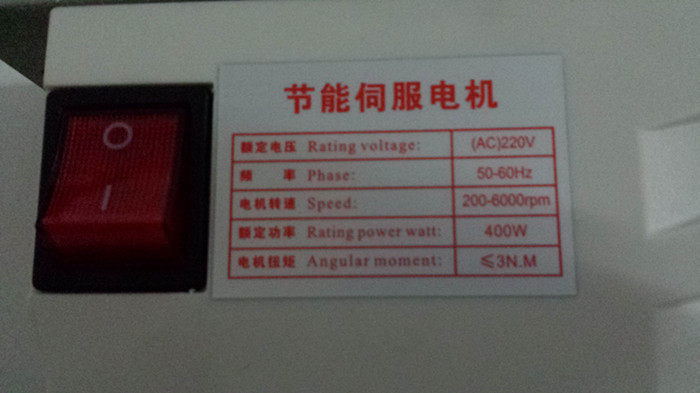 节能伺服电机
额定电压 Rating voltage: (AC)220V
频 率 Phase: 50-60Hz
电机转速 Speed: 200-6000rpm
额定功率 Rating power watt: 400W
电机扭矩 Angular moment: ≤3N.M
O
I